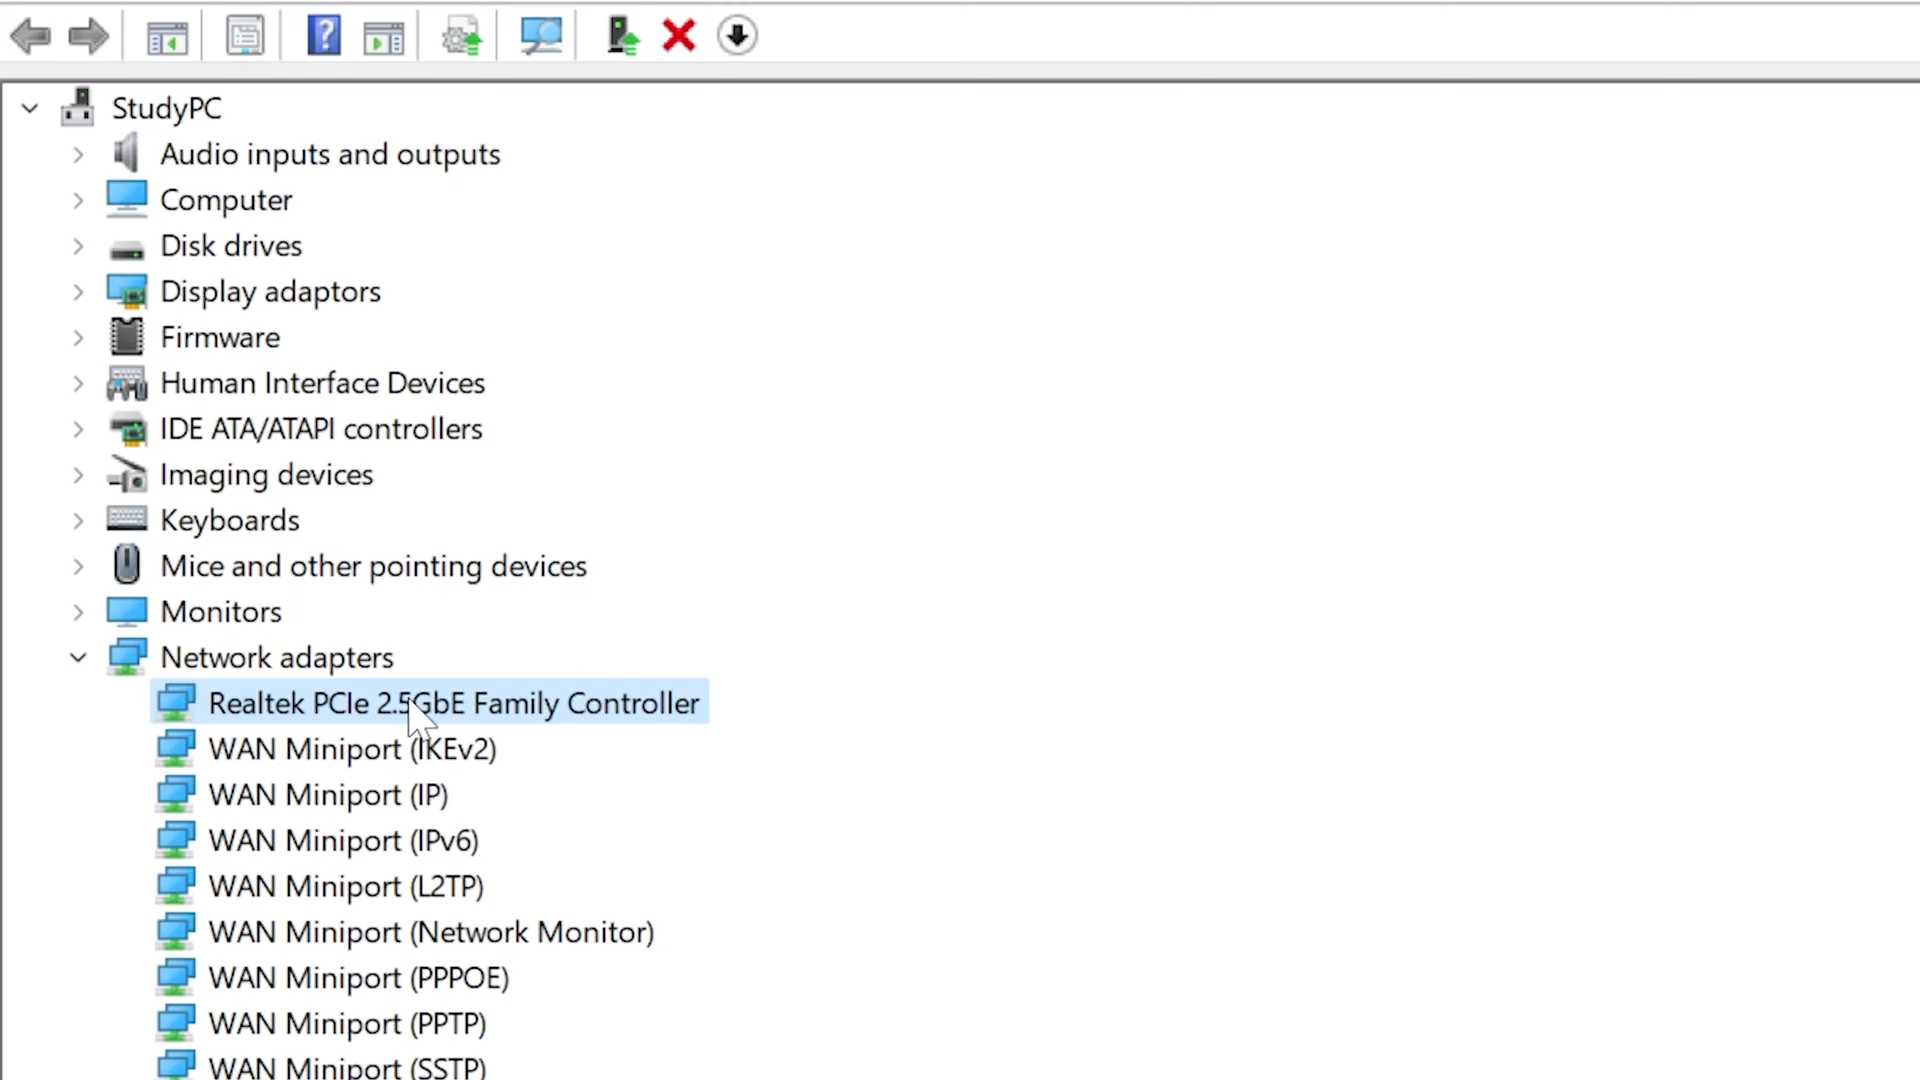 StudyPC
Audio inputs and outputs
Computer
Disk drives
Display adaptors
Firmware
Human Interface Devices
IDE ATA/ATAPI controllers
Imaging devices
Keyboards
Mice and other pointing devices
Monitors
Network adapters
Realtek PCIe 2.5GbE Family Controller
WAN Miniport (IKEv2)
WAN Miniport (IP)
WAN Miniport (IPv6)
WAN Miniport (L2TP)
WAN Miniport (Network Monitor)
WAN Miniport (PPPOE)
WAN Miniport (PPTP)
WAN Miniport (SSTP)